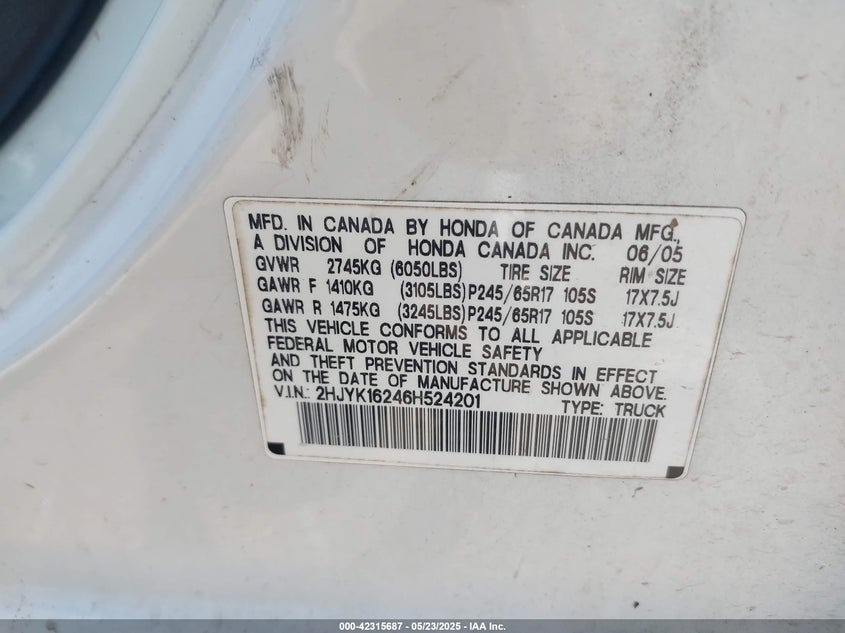 MFD. IN CANADA BY HONDA OF CANADA MFG.,
A DIVISION OF HONDA CANADA INC. 06/05
GVWR 2745KG (6050LBS) TIRE SIZE RIM SIZE
GAWR F 1410KG (3105LBS) P245/65R17 105S 17X7.5J
GAWR R 1475KG (3245LBS) P245/65R17 105S 17X7.5J
THIS VEHICLE CONFORMS TO ALL APPLICABLE
FEDERAL MOTOR VEHICLE SAFETY
AND THEFT PREVENTION STANDARDS IN EFFECT
ON THE DATE OF MANUFACTURE SHOWN ABOVE.
V.I.N.: 2HJYK16246H524201 TYPE: TRUCK
000-42315687 - 05/23/2025 - IAA Inc.